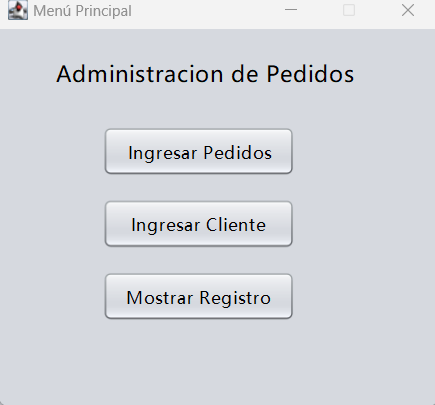 Menú Principal
Administracion de Pedidos
Ingresar Pedidos
Ingresar Cliente
Mostrar Registro